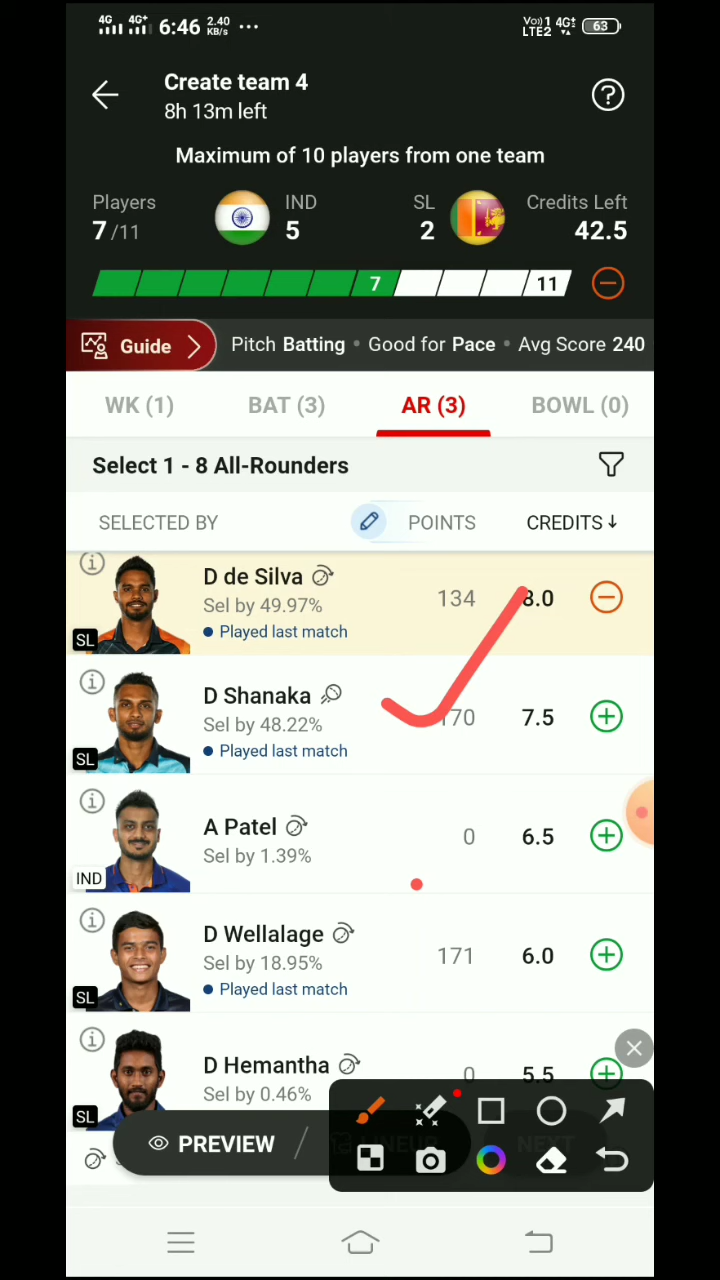 4G 4G+ 6:46 2.40 KB/s ... Vo)) 1 LTE2 4G+ 63
Create team 4
8h 13m left
Maximum of 10 players from one team
Players IND SL Credits Left
7 /11 5 2 42.5
7 11
Guide Pitch Batting • Good for Pace • Avg Score 240
WK (1) BAT (3) AR (3) BOWL (0)
Select 1 - 8 All-Rounders
SELECTED BY POINTS CREDITS↓
D de Silva
Sel by 49.97% 134 8.0
SL • Played last match
D Shanaka
Sel by 48.22% 170 7.5
SL • Played last match
A Patel 0 6.5
Sel by 1.39%
IND
D Wellalage
Sel by 18.95% 171 6.0
SL • Played last match
D Hemantha 0 5.5
Sel by 0.46%
SL
PREVIEW LINEUP NEXT